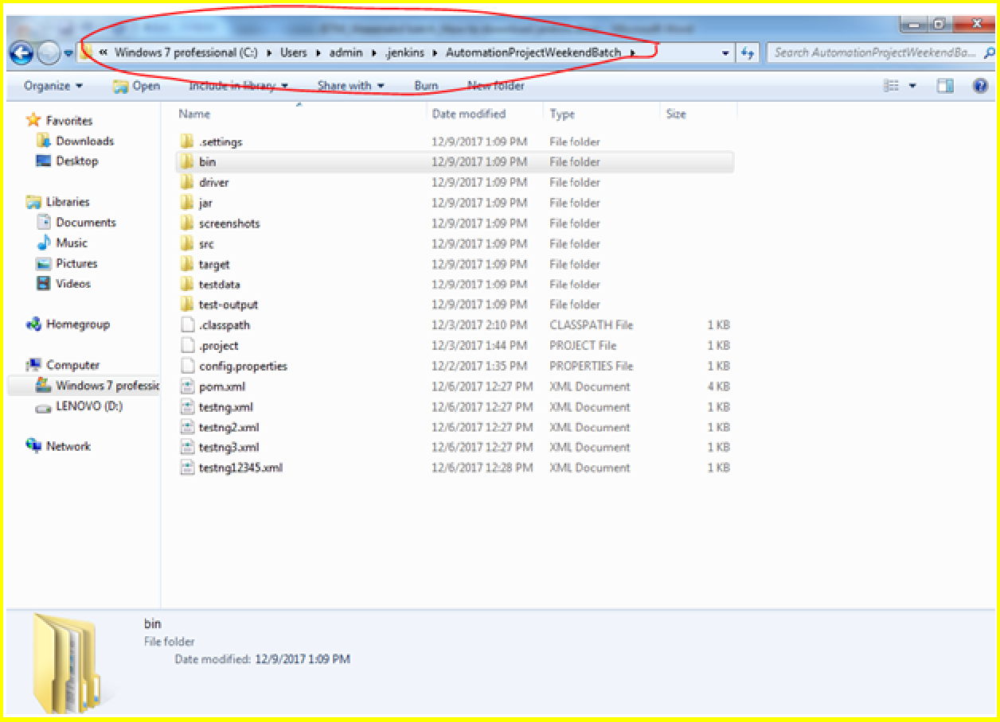 « Windows 7 professional (C:) ▸ Users ▸ admin ▸ .jenkins ▸ AutomationProjectWeekendBatch ▸ Search AutomationProjectWeekendBa...
Organize Open Include in library Share with Burn New folder
Name Date modified Type Size
Favorites
Downloads
Desktop
Libraries
Documents
Music
Pictures
Videos
Homegroup
Computer
Windows 7 professic
LENOVO (D:)
Network
.settings 12/9/2017 1:09 PM File folder
bin 12/9/2017 1:09 PM File folder
driver 12/9/2017 1:09 PM File folder
jar 12/9/2017 1:09 PM File folder
screenshots 12/9/2017 1:09 PM File folder
src 12/9/2017 1:09 PM File folder
target 12/9/2017 1:09 PM File folder
testdata 12/9/2017 1:09 PM File folder
test-output 12/9/2017 1:09 PM File folder
.classpath 12/3/2017 2:10 PM CLASSPATH File 1 KB
.project 12/3/2017 1:44 PM PROJECT File 1 KB
config.properties 12/2/2017 1:35 PM PROPERTIES File 1 KB
pom.xml 12/6/2017 12:27 PM XML Document 4 KB
testng.xml 12/6/2017 12:27 PM XML Document 1 KB
testng2.xml 12/6/2017 12:27 PM XML Document 1 KB
testng3.xml 12/6/2017 12:27 PM XML Document 1 KB
testng12345.xml 12/6/2017 12:28 PM XML Document 1 KB
bin
File folder
Date modified: 12/9/2017 1:09 PM